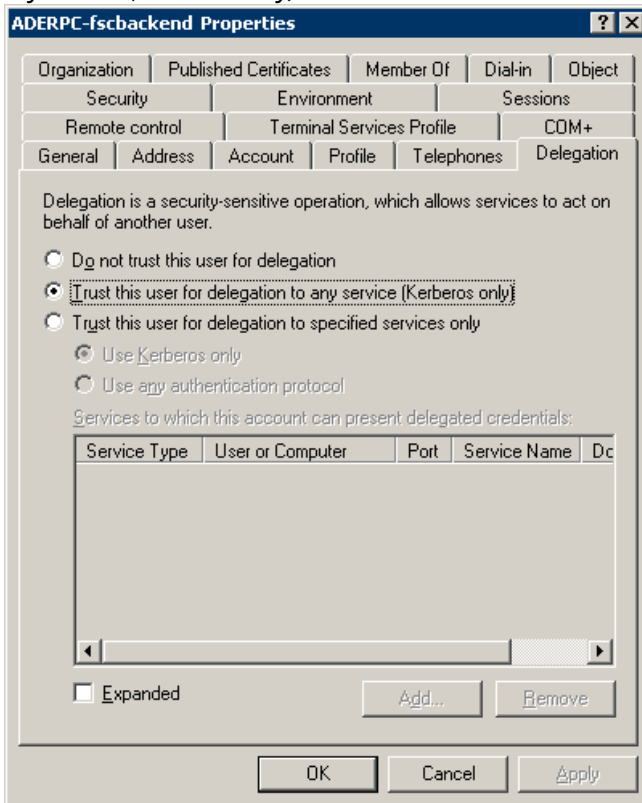 ADERPC-fscbackend Properties
Organization Published Certificates Member Of Dial-in Object
Security Environment Sessions
Remote control Terminal Services Profile COM+
General Address Account Profile Telephones Delegation
Delegation is a security-sensitive operation, which allows services to act on
behalf of another user.
Do not trust this user for delegation
Trust this user for delegation to any service (Kerberos only)
Trust this user for delegation to specified services only
Use Kerberos only
Use any authentication protocol
Services to which this account can present delegated credentials:
Service Type User or Computer Port Service Name Dc
Expanded Add... Remove
OK Cancel Apply